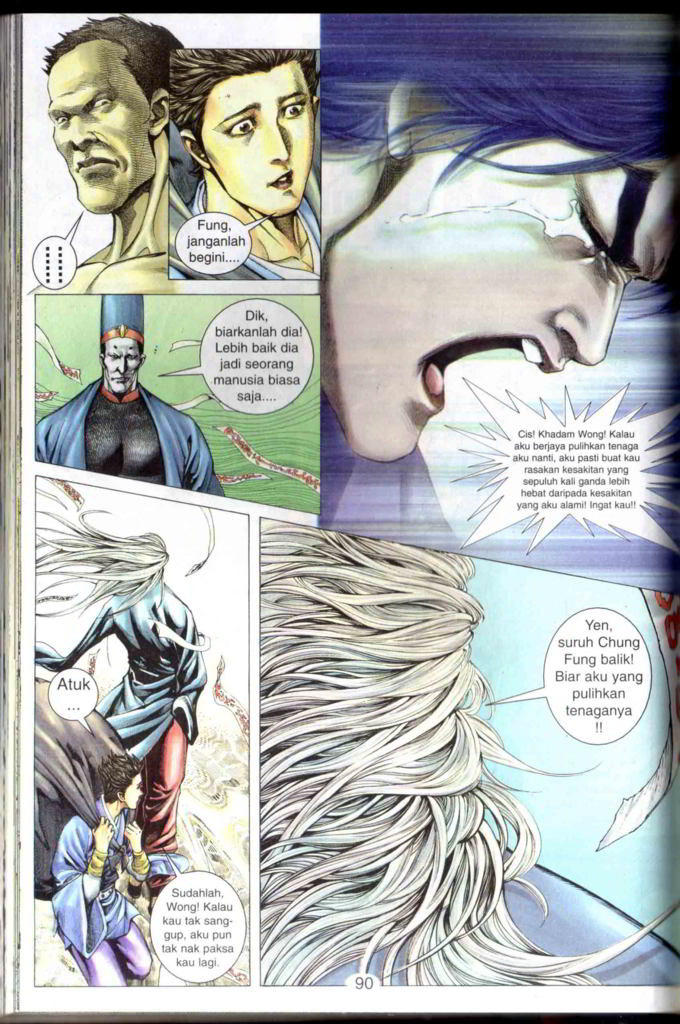 Fung,
janganlah
begini....
Cis! Khadam Wong! Kalau
aku berjaya pulihkan tenaga
aku nanti, aku pasti buat kau
rasakan kesakitan yang
sepuluh kali ganda lebih
hebat daripada kesakitan
yang aku alami! Ingat kau!!
Dik,
biarkanlah dia!
Lebih baik dia
jadi seorang
manusia biasa
saja....
Atuk
...
Sudahlah,
Wong! Kalau
kau tak sang-
gup, aku pun
tak nak paksa
kau lagi.
Yen,
suruh Chung
Fung balik!
Biar aku yang
pulihkan
tenaganya
!!
90